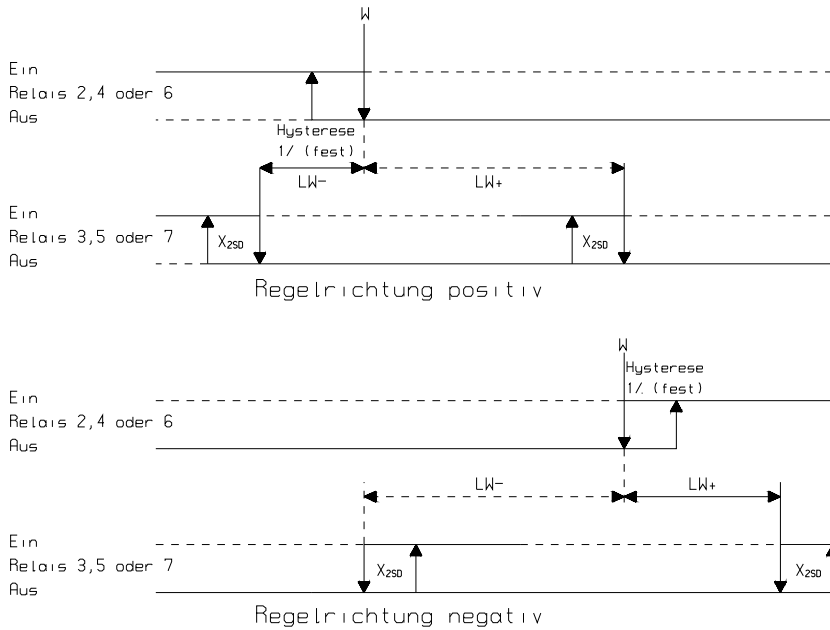 W
Ein
Relais 2,4 oder 6
Aus
Hysterese
1% (fest)
LW-
LW+
Ein
Relais 3,5 oder 7
X2SD
X2SD
Aus
Regelrichtung positiv
W
Hysterese
1% (fest)
Ein
Relais 2,4 oder 6
Aus
LW-
LW+
Ein
Relais 3,5 oder 7
X2SD
X2SD
Aus
Regelrichtung negativ